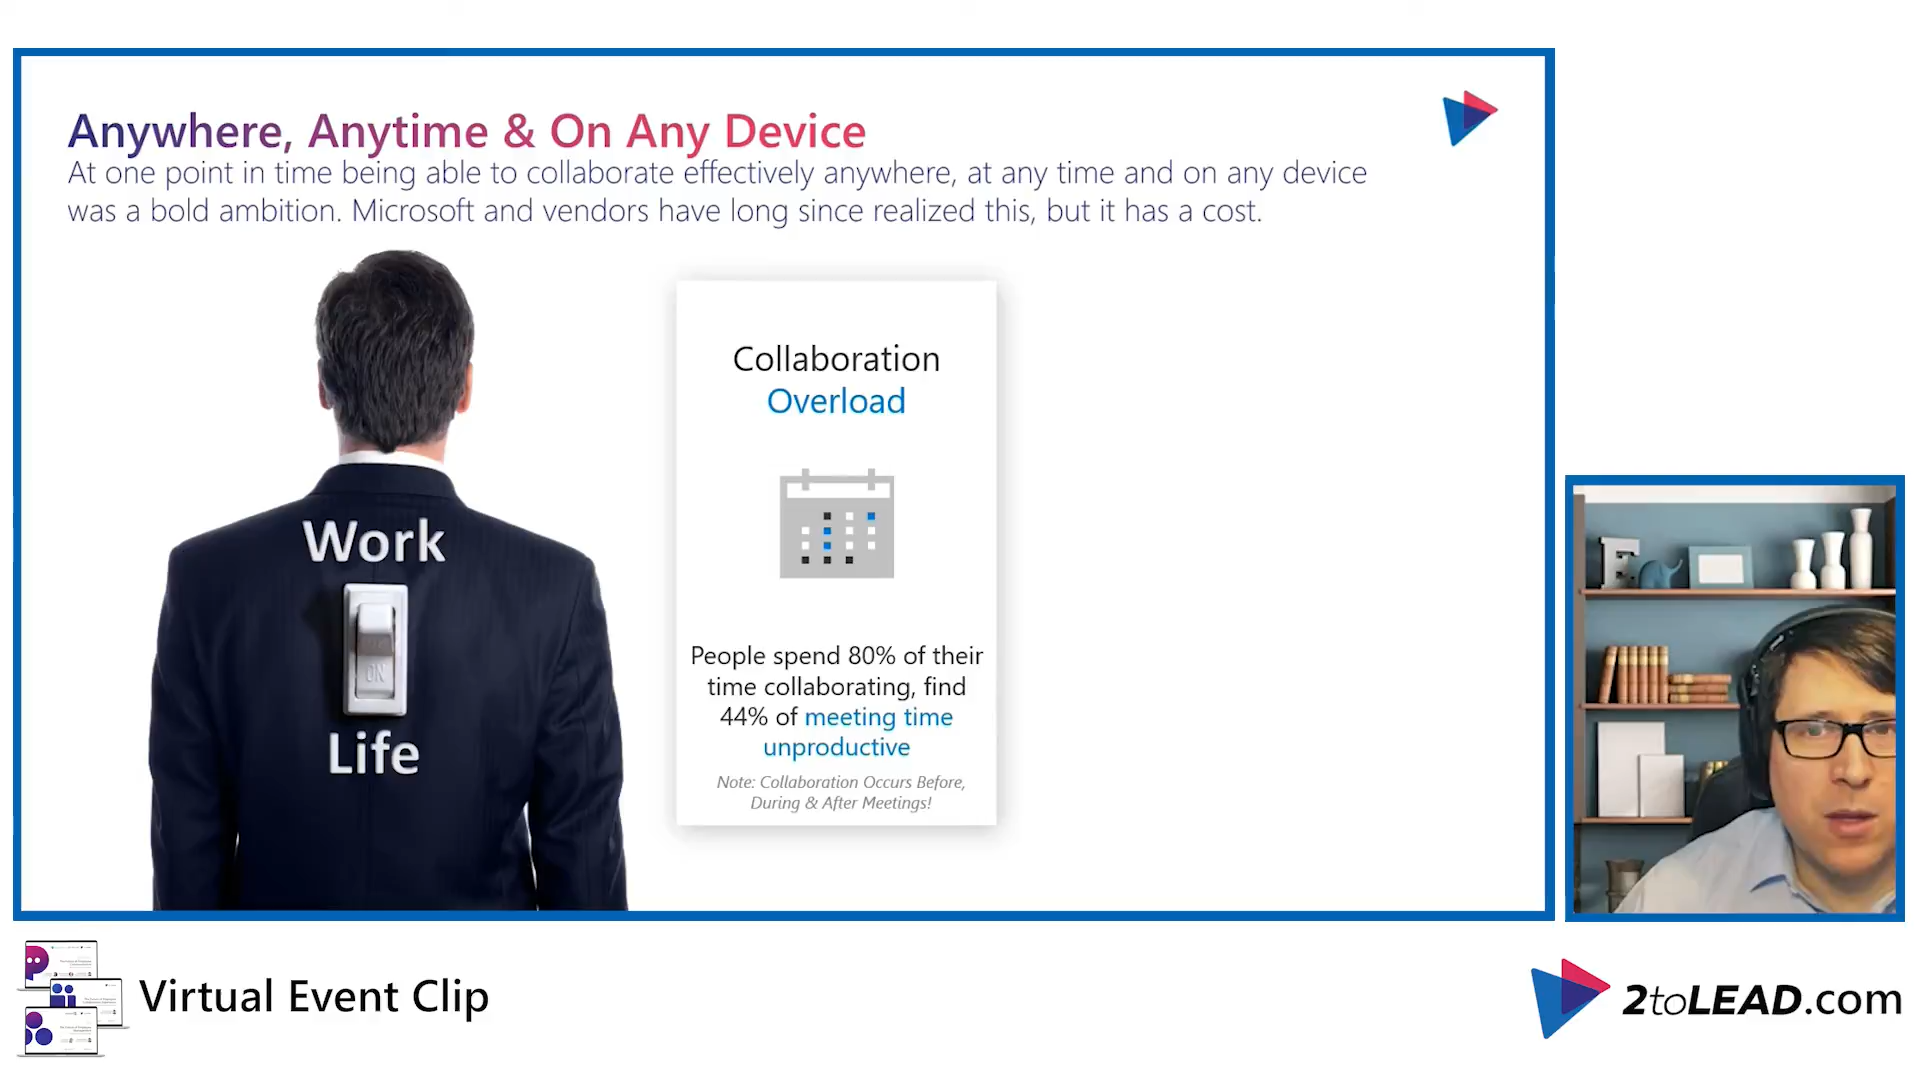 Anywhere, Anytime & On Any Device
At one point in time being able to collaborate effectively anywhere, at any time and on any device
was a bold ambition. Microsoft and vendors have long since realized this, but it has a cost.
Work
ON
Life
Collaboration
Overload
People spend 80% of their
time collaborating, find
44% of meeting time
unproductive
Note: Collaboration Occurs Before,
During & After Meetings!
E
Virtual Event Clip
2toLEAD.com